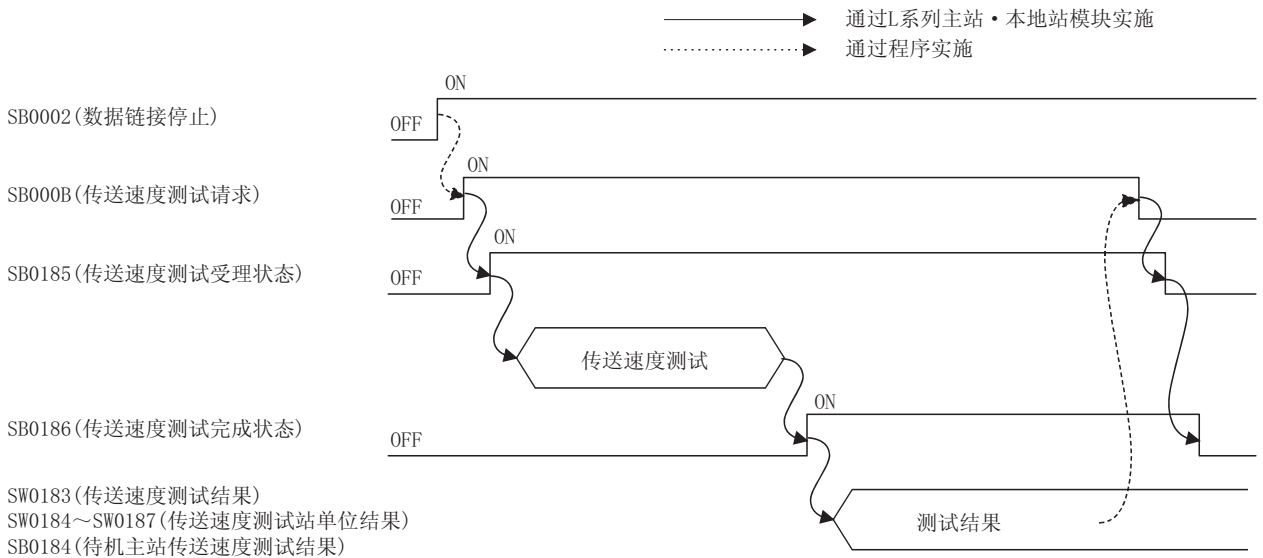 通过L系列主站・本地站模块实施
通过程序实施
ON
SB0002(数据链接停止)
OFF
ON
SB000B(传送速度测试请求)
OFF
ON
SB0185(传送速度测试受理状态)
OFF
传送速度测试
ON
SB0186(传送速度测试完成状态)
OFF
SW0183(传送速度测试结果)
SW0184～SW0187(传送速度测试站单位结果)
测试结果
SB0184(待机主站传送速度测试结果)